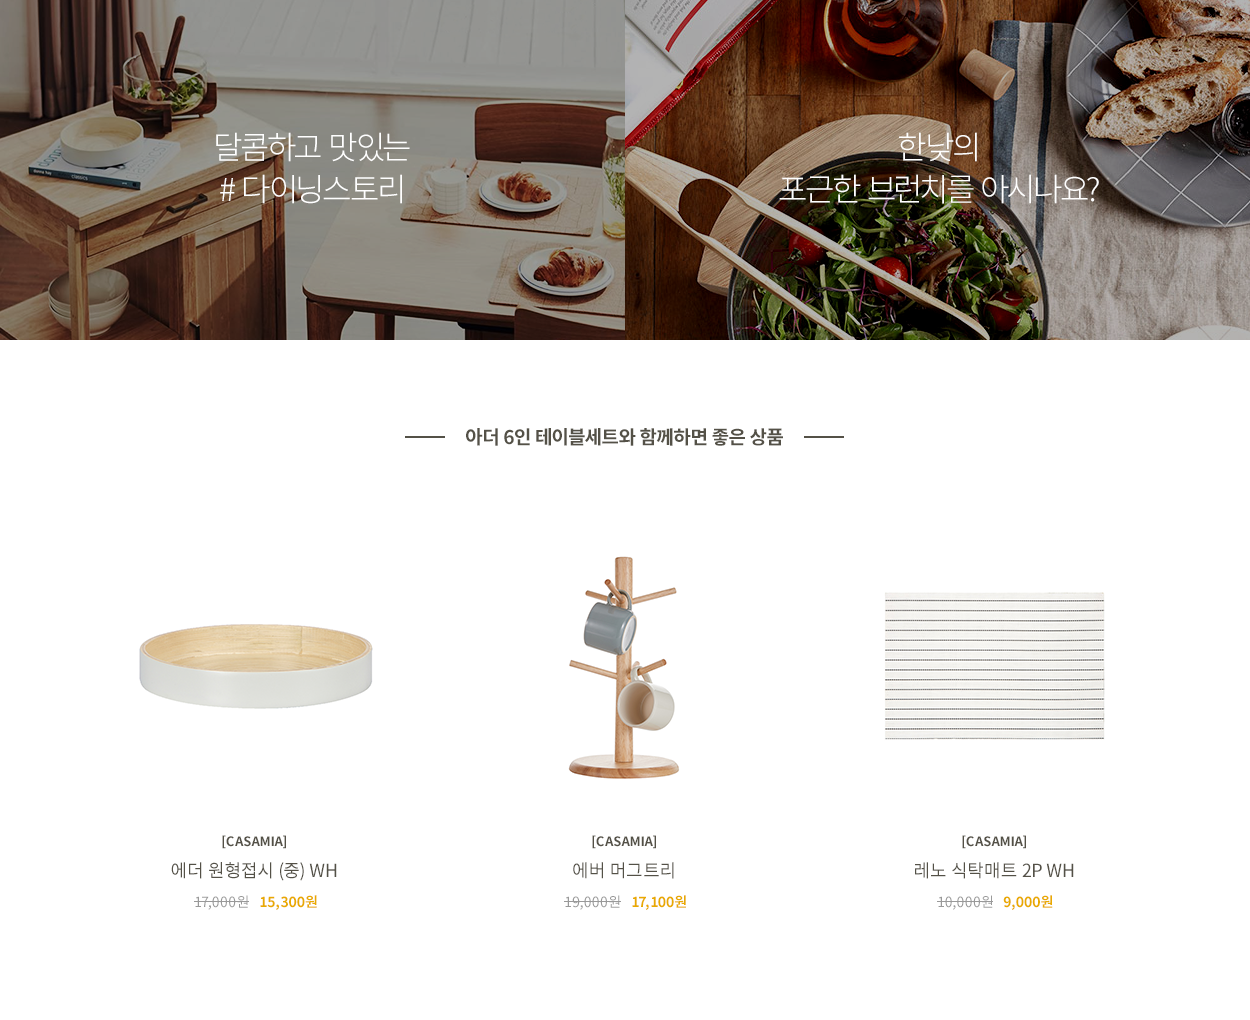 달콤하고 맛있는
# 다이닝스토리
한낮의
포근한 브런치를 아시나요?
아더 6인 테이블세트와 함께하면 좋은 상품
[CASAMIA]
에더 원형접시 (중) WH
17,000원 15,300원
[CASAMIA]
에버 머그트리
19,000원 17,100원
[CASAMIA]
레노 식탁매트 2P WH
10,000원 9,000원